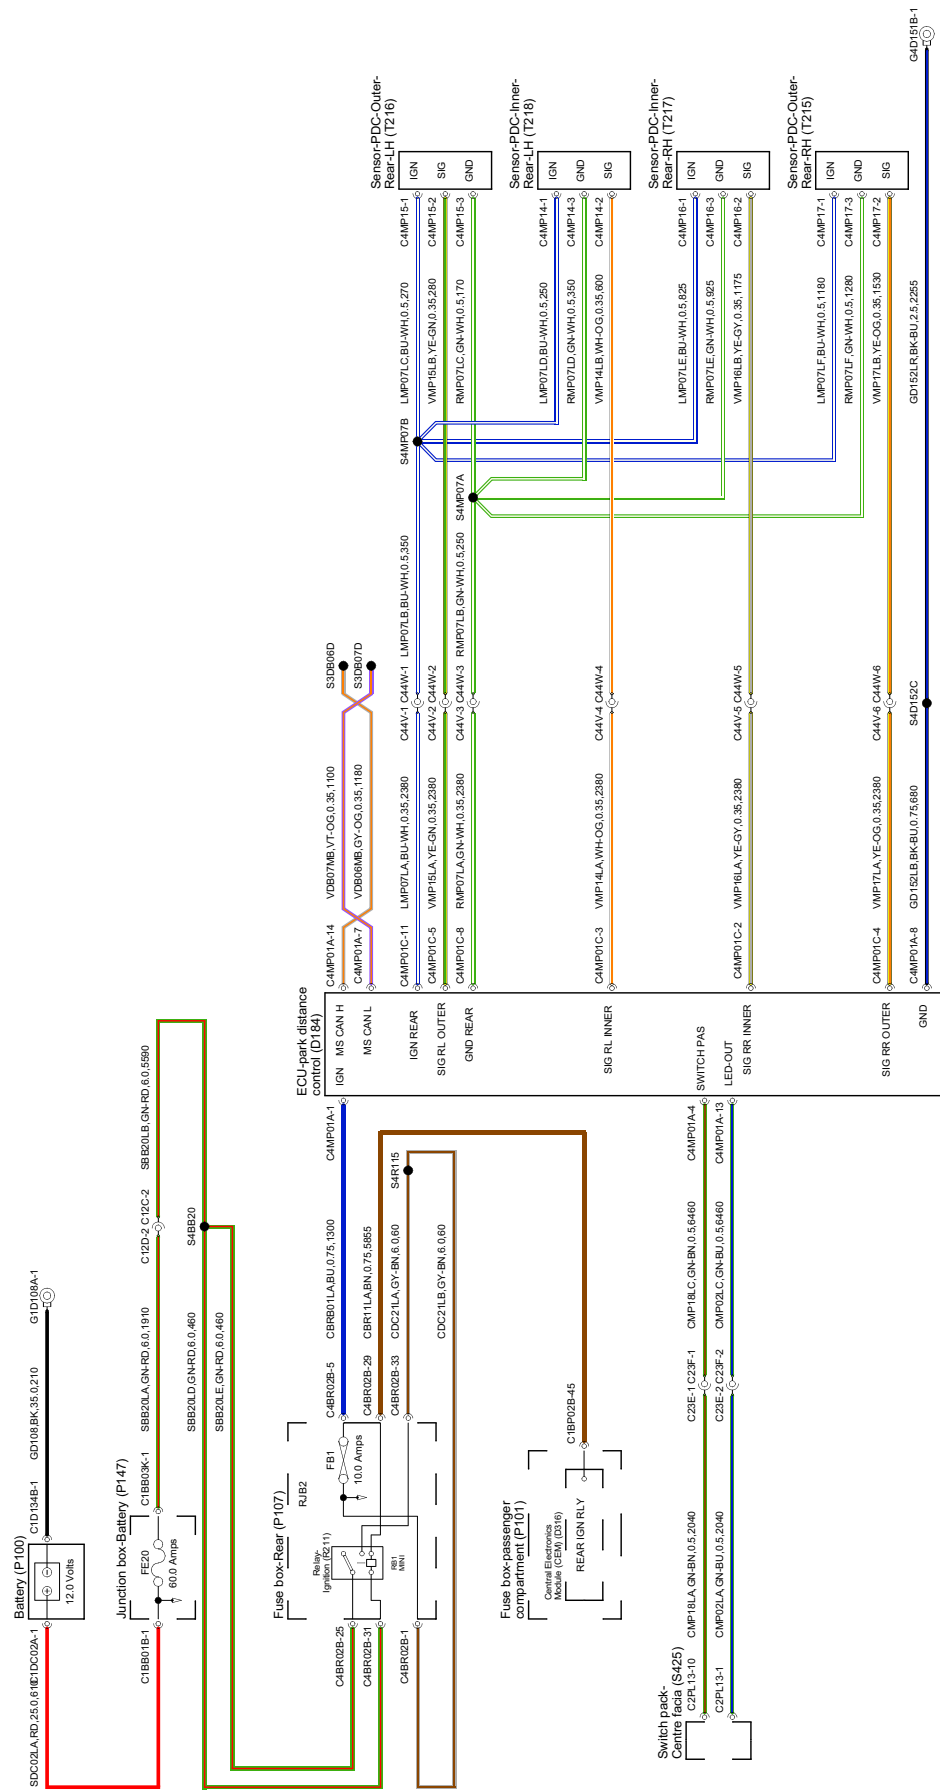 Battery (P100)
12.0 Volts
SDC02LA,RD,25.0,610
C1DC02A-1
C1D134B-1
GD108,BK,35.0,210
G1D108A-1
Junction box-Battery (P147)
FE20
60.0 Amps
C1BB01B-1
C1BB03K-1
SBB20LA,GN-RD,6.0,1910
C12D-2
C12C-2
SBB20LB,GN-RD,6.0,5590
SBB20LD,GN-RD,6.0,460
S4BB20
SBB20LE,GN-RD,6.0,460
Fuse box-Rear (P107)
RJB2
Relay-
Ignition (R211)
FB1
10.0 Amps
RB1
MINI
C4BR02B-25
C4BR02B-31
C4BR02B-1
C4BR02B-5
CBRB01LA,BU,0.75,1300
C4MP01A-1
C4BR02B-29
CBR11LA,BN,0.75,5855
C4BR02B-33
CDC21LA,GY-BN,6.0,60
S4R115
CDC21LB,GY-BN,6.0,60
Fuse box-passenger
compartment (P101)
Central Electronics
Module (CEM) (D316)
REAR IGN RLY
C1BP02B-45
Switch pack-
Centre facia (S425)
C2PL13-10
CMP18LA,GN-BN,0.5,2040
C23E-1
C23F-1
CMP18LC,GN-BN,0.5,6460
C4MP01A-4
C2PL13-1
CMP02LA,GN-BU,0.5,2040
C23E-2
C23F-2
CMP02LC,GN-BU,0.5,6460
C4MP01A-13
ECU-park distance
control (D184)
IGN
MS CAN H
MS CAN L
IGN REAR
SIG RL OUTER
GND REAR
SIG RL INNER
SWITCH PAS
LED-OUT
SIG RR INNER
SIG RR OUTER
GND
C4MP01A-14
VDB07MB,VT-OG,0.35,1100
S3DB06D
C4MP01A-7
VDB06MB,GY-OG,0.35,1180
S3DB07D
C4MP01C-11
LMP07LA,BU-WH,0.35,2380
C44V-1
C44W-1
LMP07LB,BU-WH,0.5,350
S4MP07B
LMP07LC,BU-WH,0.5,270
C4MP15-1
C4MP01C-5
VMP15LA,YE-GN,0.35,2380
C44V-2
C44W-2
VMP15LB,YE-GN,0.35,280
C4MP15-2
C4MP01C-8
RMP07LA,GN-WH,0.35,2380
C44V-3
C44W-3
RMP07LB,GN-WH,0.5,250
S4MP07A
RMP07LC,GN-WH,0.5,170
C4MP15-3
Sensor-PDC-Outer-
Rear-LH (T216)
IGN
SIG
GND
LMP07LD,BU-WH,0.5,250
C4MP14-1
RMP07LD,GN-WH,0.5,350
C4MP14-3
C4MP01C-3
VMP14LA,WH-OG,0.35,2380
C44V-4
C44W-4
VMP14LB,WH-OG,0.35,600
C4MP14-2
Sensor-PDC-Inner-
Rear-LH (T218)
IGN
GND
SIG
LMP07LE,BU-WH,0.5,825
C4MP16-1
RMP07LE,GN-WH,0.5,925
C4MP16-3
C4MP01C-2
VMP16LA,YE-GY,0.35,2380
C44V-5
C44W-5
VMP16LB,YE-GY,0.35,1175
C4MP16-2
Sensor-PDC-Inner-
Rear-RH (T217)
IGN
GND
SIG
LMP07LF,BU-WH,0.5,1180
C4MP17-1
RMP07LF,GN-WH,0.5,1280
C4MP17-3
C4MP01C-4
VMP17LA,YE-OG,0.35,2380
C44V-6
C44W-6
VMP17LB,YE-OG,0.35,1530
C4MP17-2
Sensor-PDC-Outer-
Rear-RH (T215)
IGN
GND
SIG
C4MP01A-8
GD152LB,BK-BU,0.75,680
S4D152C
GD152LR,BK-BU,2.5,2255
G4D151B-1